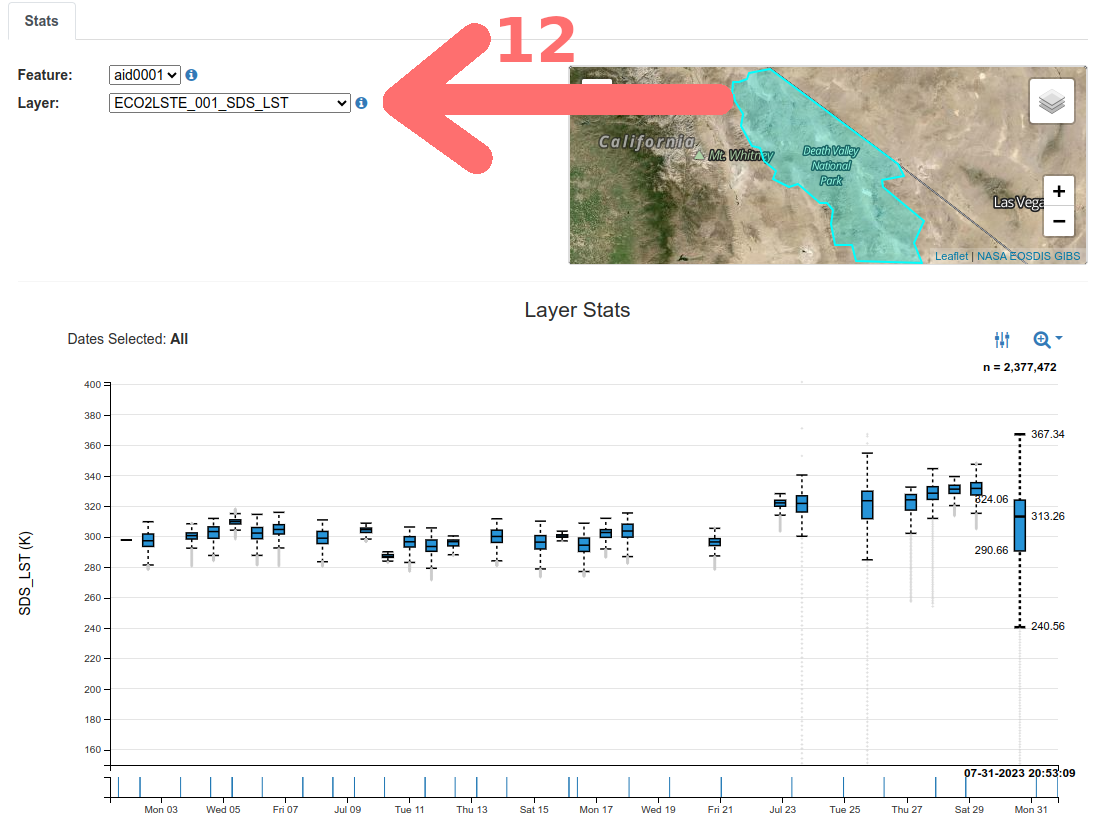 Stats
12
Feature:
aid0001
Layer:
ECO2LSTE_001_SDS_LST
California
Mt. Whitney
Death Valley
National
Park
Las Vega
+
−
Leaflet | NASA EOSDIS GIBS
Layer Stats
Dates Selected: All
n = 2,377,472
SDS_LST (K)
400
380
360
340
320
300
280
260
240
220
200
180
160
367.34
324.06
313.26
290.66
240.56
07-31-2023 20:53:09
Mon 03 Wed 05 Fri 07 Jul 09 Tue 11 Thu 13 Sat 15 Mon 17 Wed 19 Fri 21 Jul 23 Tue 25 Thu 27 Sat 29 Mon 31